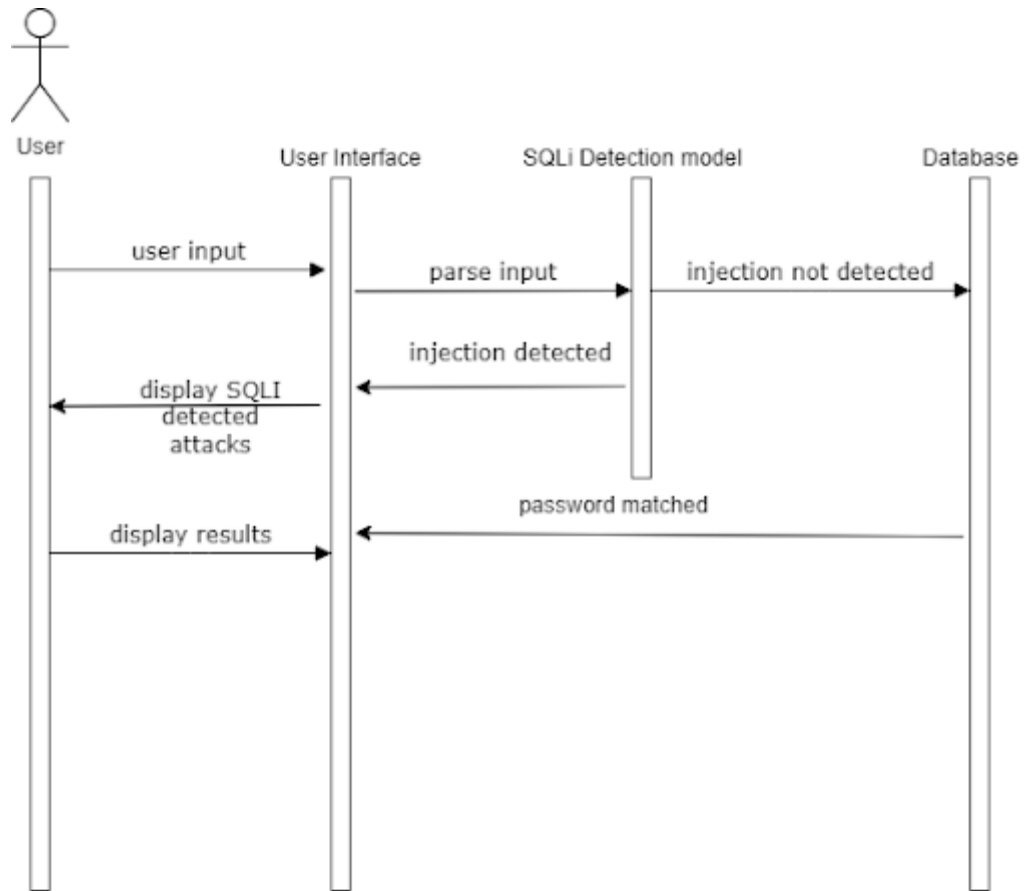 User
User Interface
SQLi Detection model
Database
user input
parse input
injection not detected
injection detected
display SQLI
detected
attacks
password matched
display results